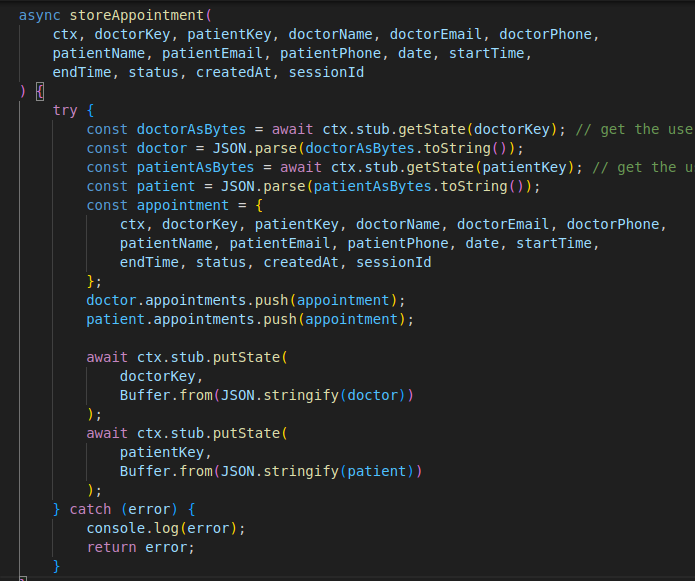 async storeAppointment(
    ctx, doctorKey, patientKey, doctorName, doctorEmail, doctorPhone,
    patientName, patientEmail, patientPhone, date, startTime,
    endTime, status, createdAt, sessionId
) {
    try {
        const doctorAsBytes = await ctx.stub.getState(doctorKey); // get the use
        const doctor = JSON.parse(doctorAsBytes.toString());
        const patientAsBytes = await ctx.stub.getState(patientKey); // get the u
        const patient = JSON.parse(patientAsBytes.toString());
        const appointment = {
            ctx, doctorKey, patientKey, doctorName, doctorEmail, doctorPhone,
            patientName, patientEmail, patientPhone, date, startTime,
            endTime, status, createdAt, sessionId
        };
        doctor.appointments.push(appointment);
        patient.appointments.push(appointment);

        await ctx.stub.putState(
            doctorKey,
            Buffer.from(JSON.stringify(doctor))
        );
        await ctx.stub.putState(
            patientKey,
            Buffer.from(JSON.stringify(patient))
        );
    } catch (error) {
        console.log(error);
        return error;
    }